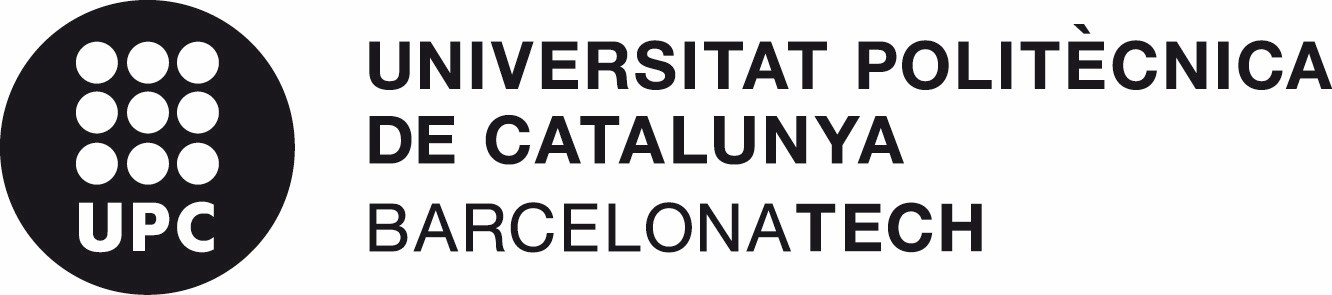 UPC
UNIVERSITAT POLITÈCNICA
DE CATALUNYA
BARCELONATECH